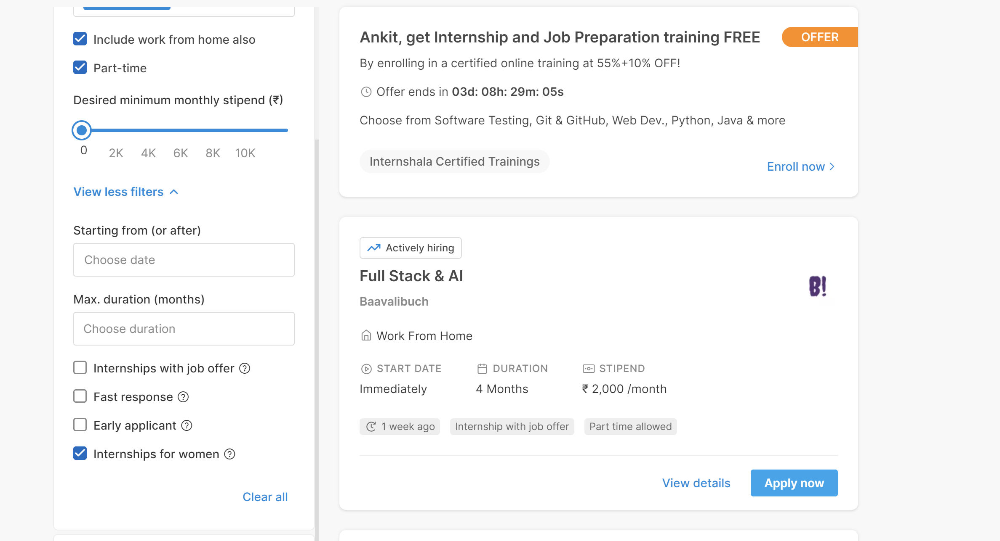 Include work from home also
Part-time
Desired minimum monthly stipend (₹)
0 2K 4K 6K 8K 10K
View less filters
Starting from (or after)
Choose date
Max. duration (months)
Choose duration
Internships with job offer ?
Fast response ?
Early applicant ?
Internships for women ?
Clear all
Ankit, get Internship and Job Preparation training FREE
OFFER
By enrolling in a certified online training at 55%+10% OFF!
Offer ends in 03d: 08h: 29m: 05s
Choose from Software Testing, Git & GitHub, Web Dev., Python, Java & more
Internshala Certified Trainings
Enroll now >
Actively hiring
Full Stack & AI
Baavalibuch
B!
Work From Home
START DATE DURATION STIPEND
Immediately 4 Months ₹ 2,000 /month
1 week ago Internship with job offer Part time allowed
View details Apply now